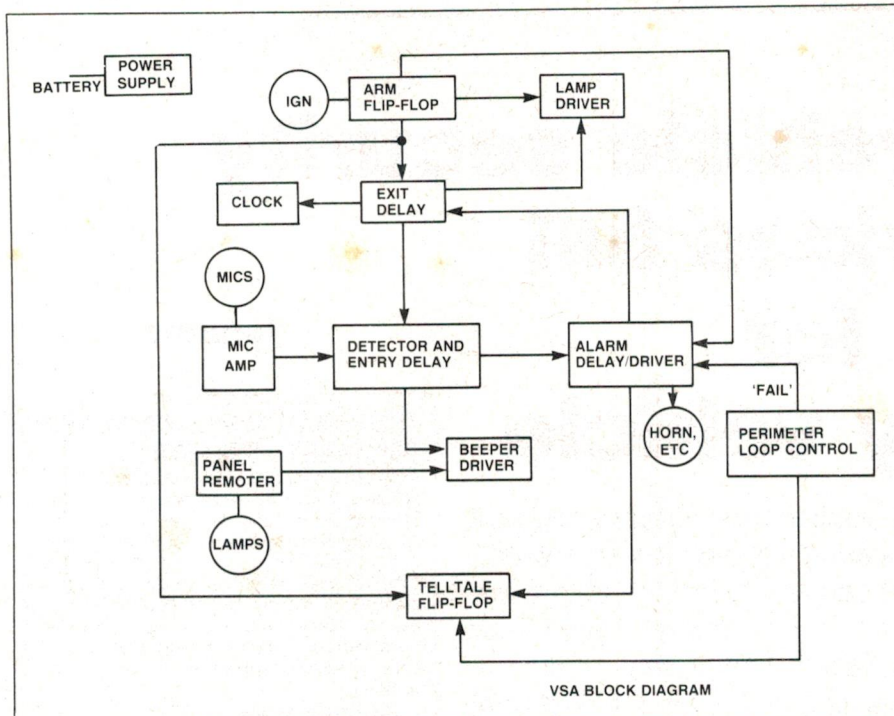 BATTERY
POWER
SUPPLY
IGN
ARM
FLIP-FLOP
LAMP
DRIVER
CLOCK
EXIT
DELAY
MICS
MIC
AMP
DETECTOR AND
ENTRY DELAY
ALARM
DELAY/DRIVER
'FAIL'
HORN,
ETC
PERIMETER
LOOP CONTROL
PANEL
REMOTER
BEEPER
DRIVER
LAMPS
TELLTALE
FLIP-FLOP
VSA BLOCK DIAGRAM